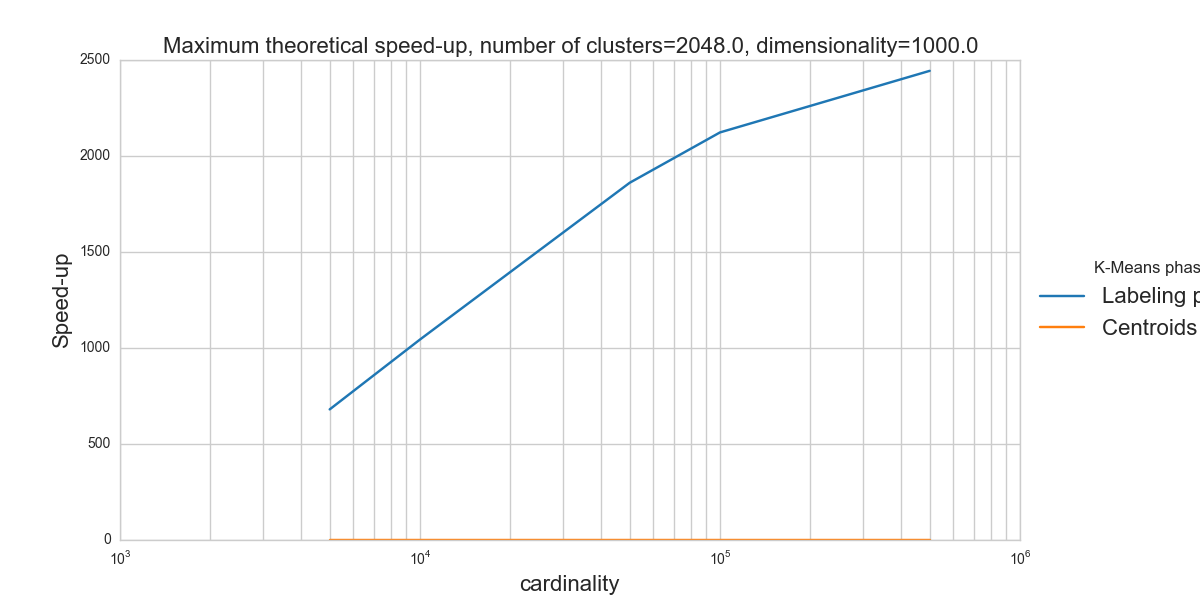 Maximum theoretical speed-up, number of clusters=2048.0, dimensionality=1000.0
2500
2000
1500
1000
500
0
Speed-up
10³
10⁴
10⁵
10⁶
cardinality
K-Means phas
Labeling p
Centroids